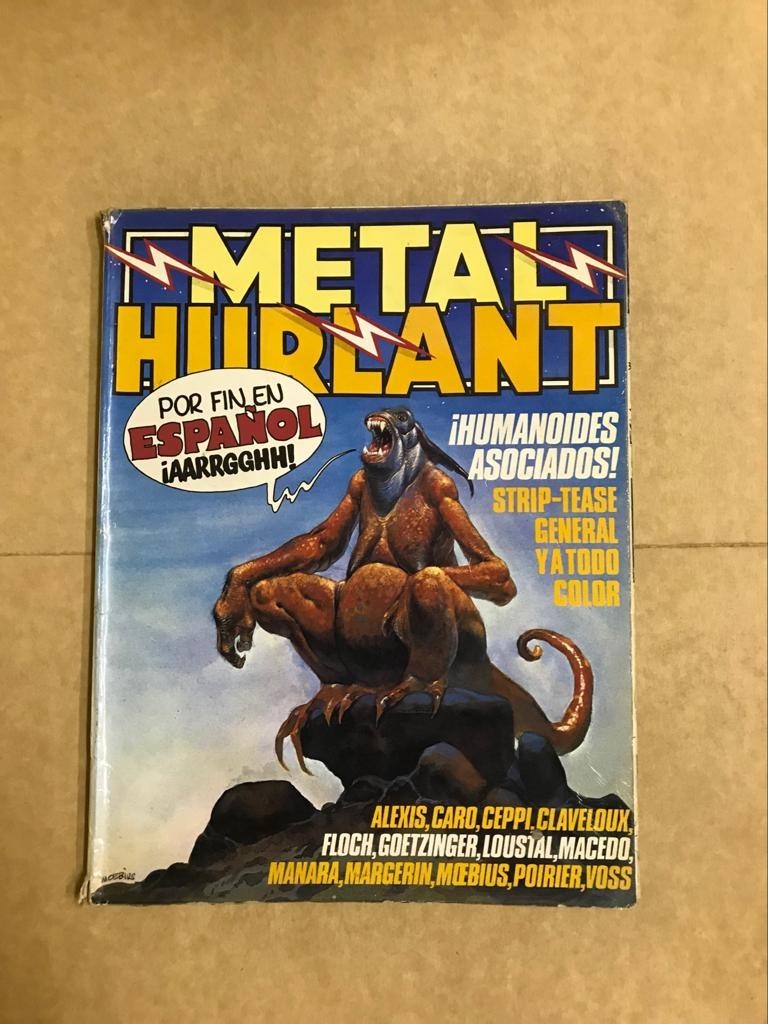 METAL
HURLANT
POR FIN EN
ESPAÑOL
¡AARRGGHH!
¡HUMANOIDES
ASOCIADOS!
STRIP-TEASE
GENERAL
Y A TODO
COLOR
ALEXIS, CARO, CEPPI, CLAVELOUX,
FLOCH, GOETZINGER, LOUSTAL, MACEDO,
MANARA, MARGERIN, MŒBIUS, POIRIER, VOSS
MOEBIUS